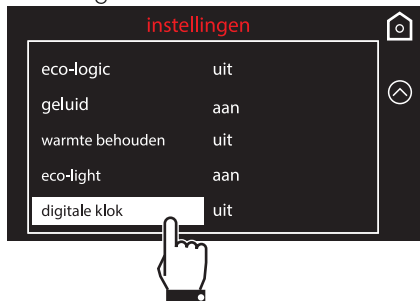 instellingen
eco-logic uit
geluid aan
warmte behouden uit
eco-light aan
digitale klok uit